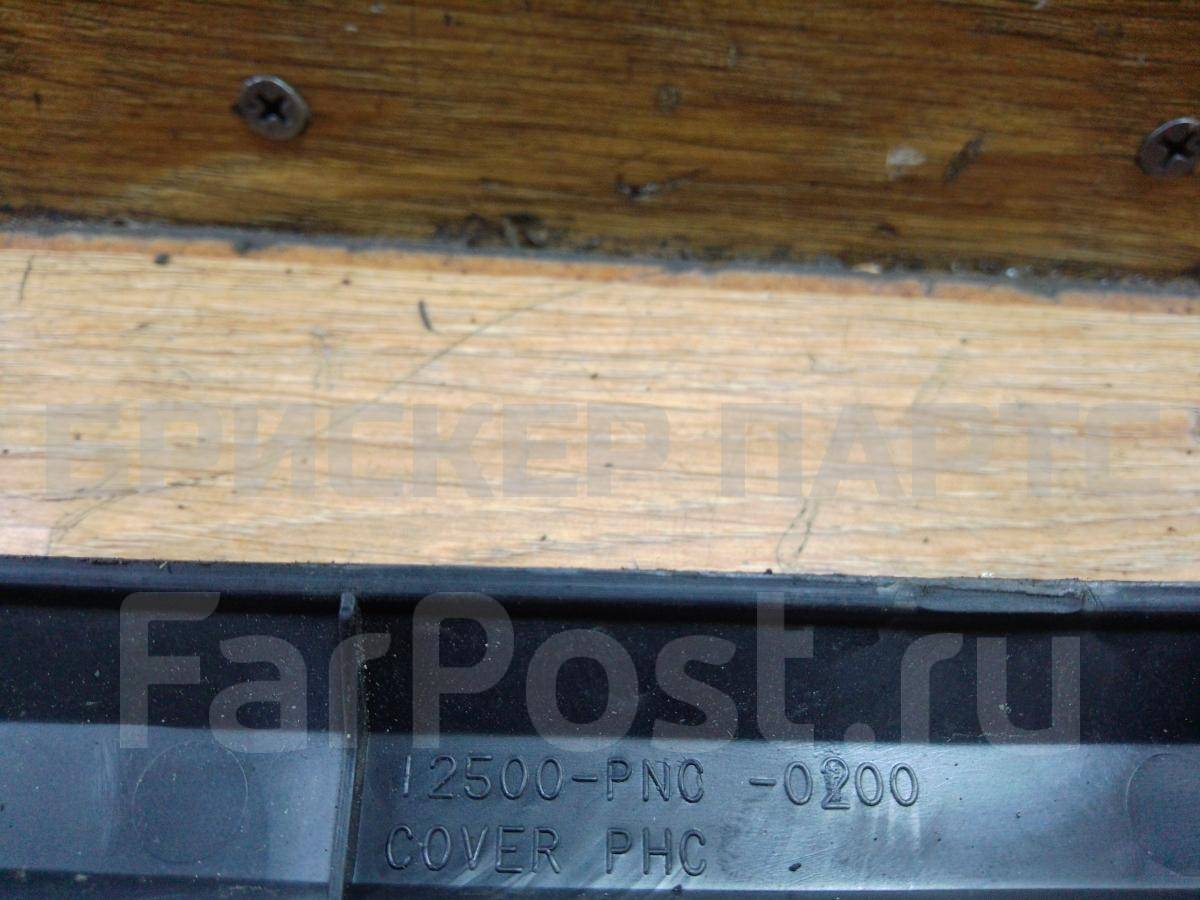 БРИСКЕР ПАРТС
FarPost.ru
12500-PNC -0200
COVER PHC